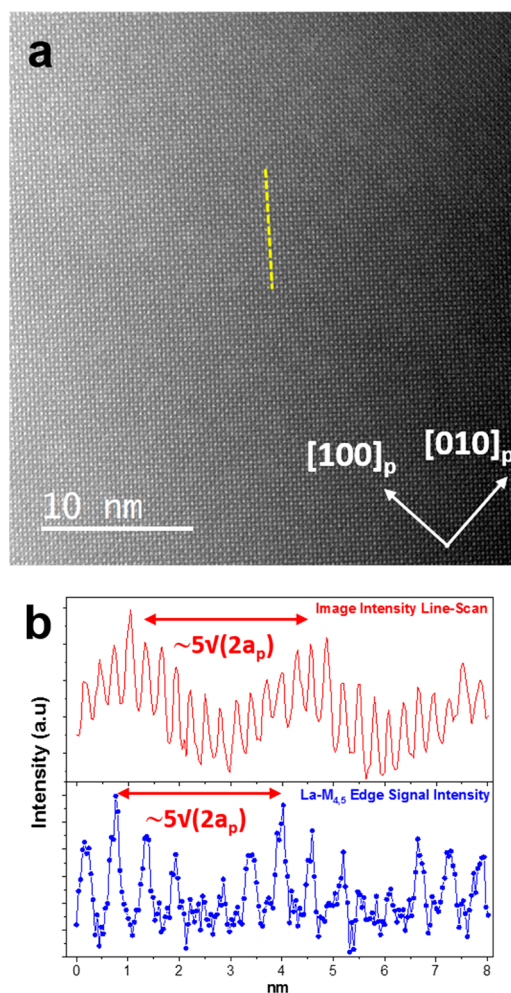 a
[100]p
[010]p
10 nm
b
Image Intensity Line-Scan
~5√(2ap)
La-M4,5 Edge Signal Intensity
~5√(2ap)
Intensity (a.u)
0 1 2 3 4 5 6 7 8
nm